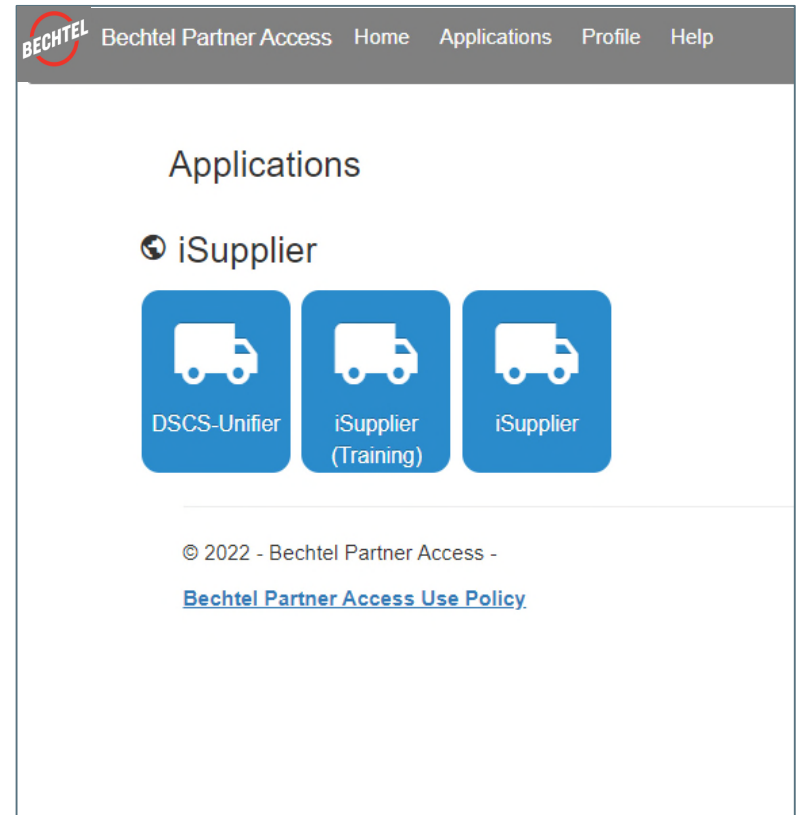 BECHTEL Bechtel Partner Access Home Applications Profile Help
Applications
iSupplier
DSCS-Unifier iSupplier iSupplier
(Training)
© 2022 - Bechtel Partner Access -
Bechtel Partner Access Use Policy